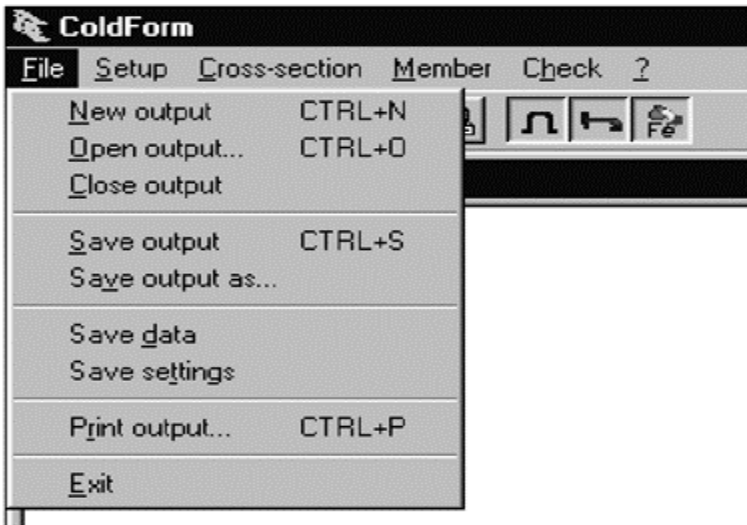 ColdForm
File Setup Cross-section Member Check ?
New output CTRL+N
Open output... CTRL+O
Close output
Save output CTRL+S
Save output as...
Save data
Save settings
Print output... CTRL+P
Exit
Fe